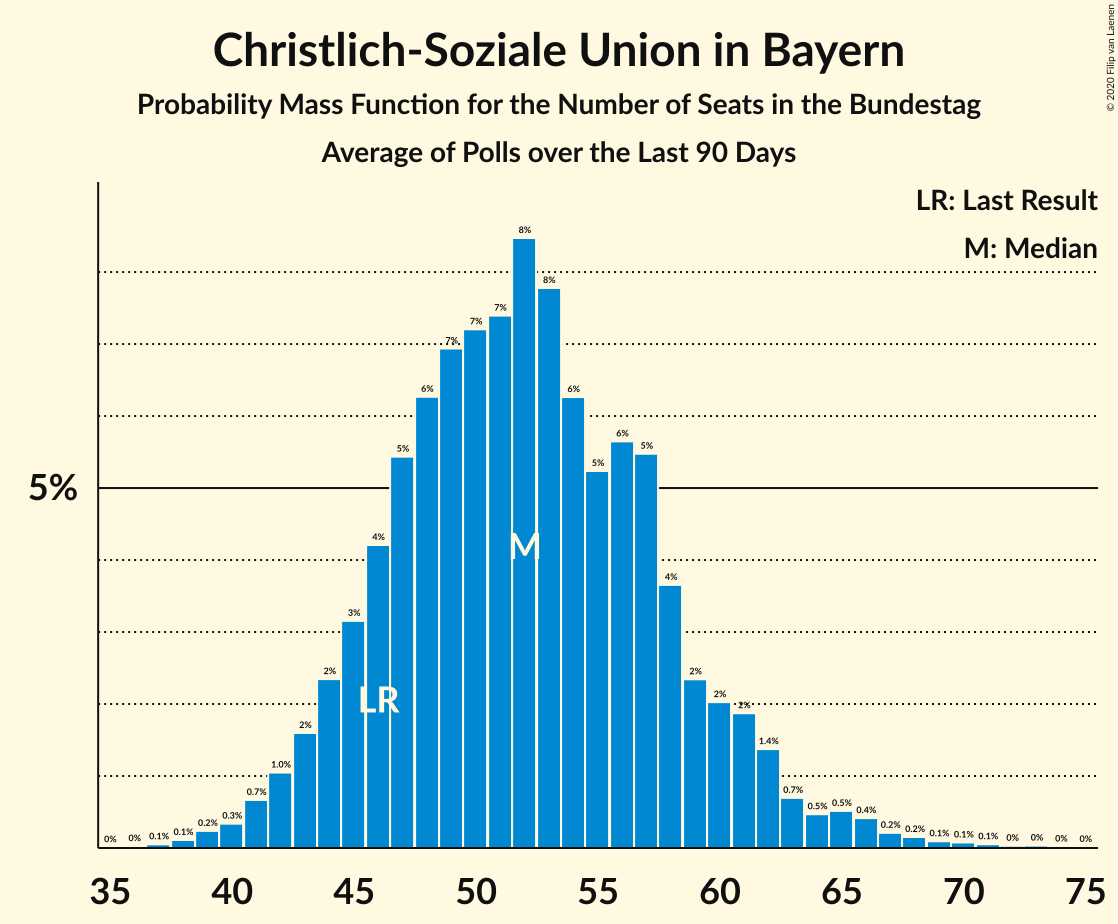 Christlich-Soziale Union in Bayern
Probability Mass Function for the Number of Seats in the Bundestag
Average of Polls over the Last 90 Days
© 2020 Filip van Laenen
LR: Last Result
M: Median
5%
0% 0% 0.1% 0.1% 0.2% 0.3% 0.7% 1.0% 2% 2% 3% 4% 5% 6% 7% 7% 7% 8% 8% 6% 5% 6% 5% 4% 2% 2% 2% 1.4% 0.7% 0.5% 0.5% 0.4% 0.2% 0.2% 0.1% 0.1% 0.1% 0% 0% 0% 0%
M
LR
35 40 45 50 55 60 65 70 75